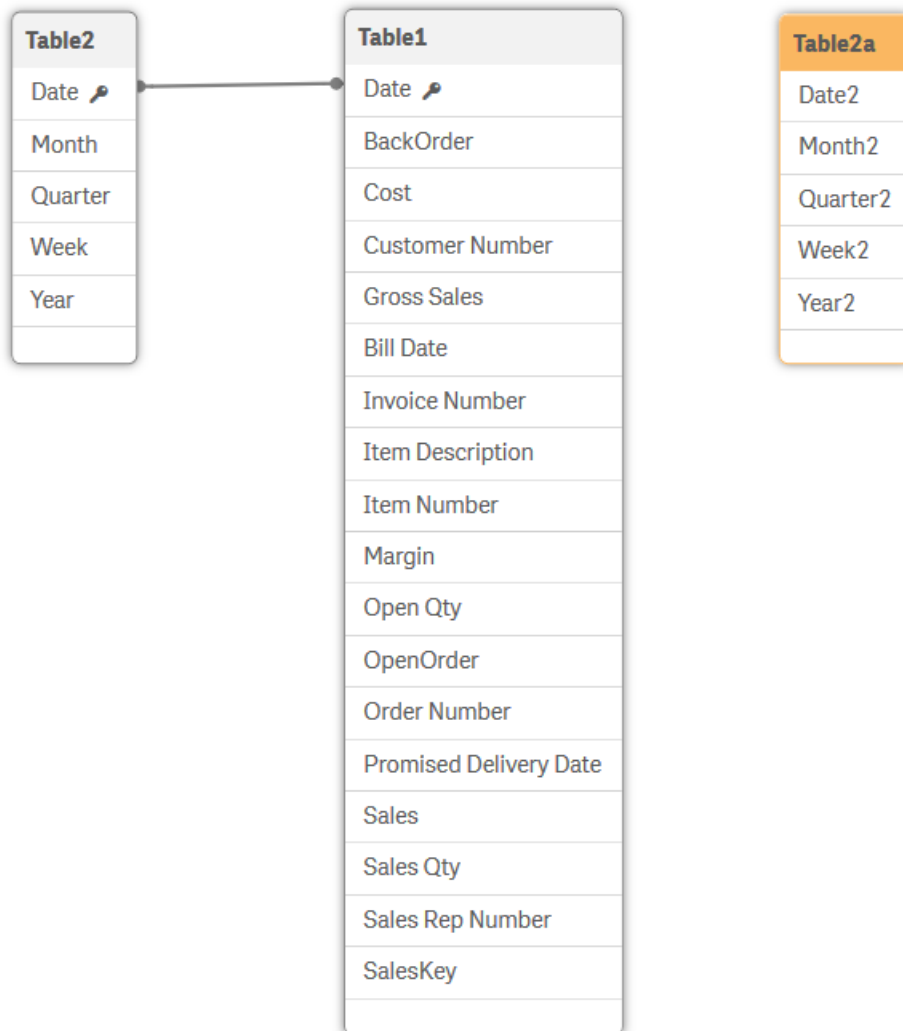 Table2
Date
Month
Quarter
Week
Year
Table1
Date
BackOrder
Cost
Customer Number
Gross Sales
Bill Date
Invoice Number
Item Description
Item Number
Margin
Open Qty
OpenOrder
Order Number
Promised Delivery Date
Sales
Sales Qty
Sales Rep Number
SalesKey
Table2a
Date2
Month2
Quarter2
Week2
Year2